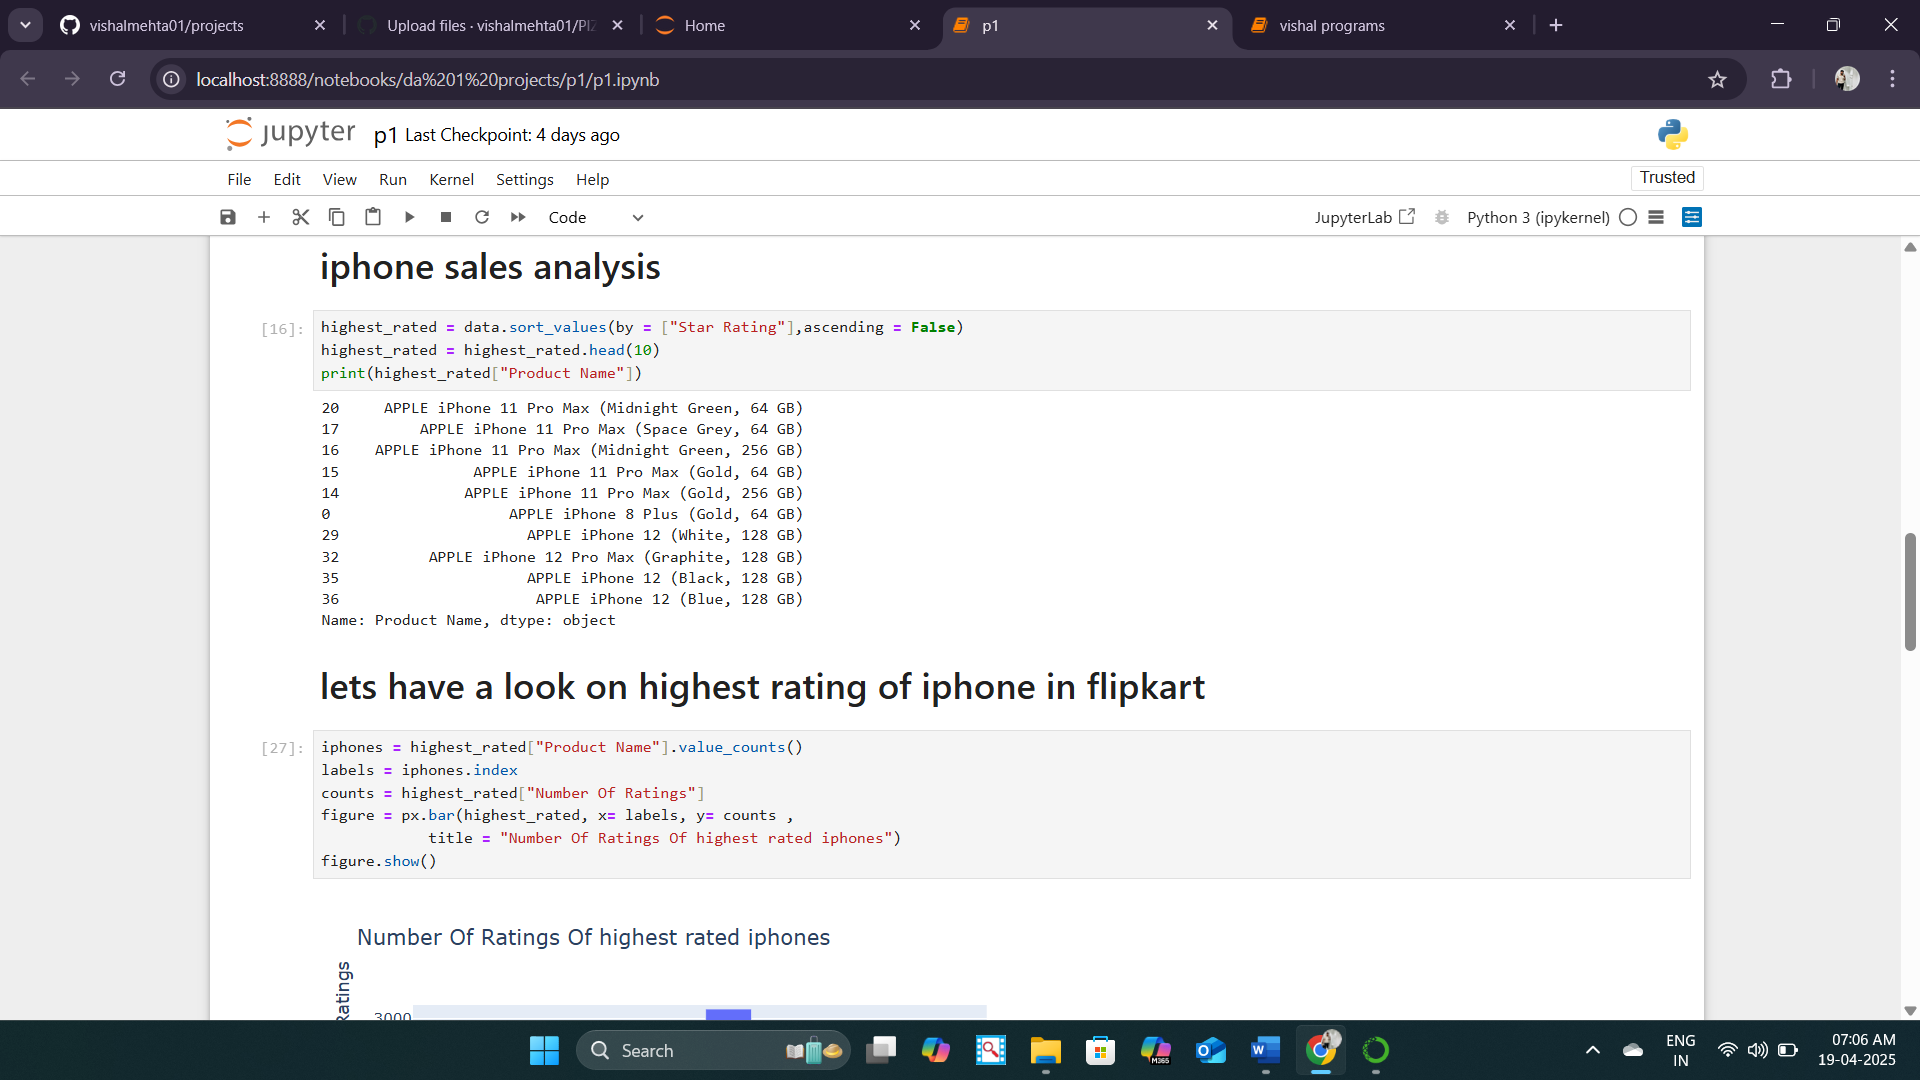 vishalmehta01/projects
Upload files · vishalmehta01/PIZ
Home
p1
vishal programs
localhost:8888/notebooks/da%201%20projects/p1/p1.ipynb
jupyter p1 Last Checkpoint: 4 days ago
File Edit View Run Kernel Settings Help
Trusted
Code
JupyterLab
Python 3 (ipykernel)
iphone sales analysis
[16]:
highest_rated = data.sort_values(by = ["Star Rating"],ascending = False)
highest_rated = highest_rated.head(10)
print(highest_rated["Product Name"])
20 APPLE iPhone 11 Pro Max (Midnight Green, 64 GB)
17 APPLE iPhone 11 Pro Max (Space Grey, 64 GB)
16 APPLE iPhone 11 Pro Max (Midnight Green, 256 GB)
15 APPLE iPhone 11 Pro Max (Gold, 64 GB)
14 APPLE iPhone 11 Pro Max (Gold, 256 GB)
0 APPLE iPhone 8 Plus (Gold, 64 GB)
29 APPLE iPhone 12 (White, 128 GB)
32 APPLE iPhone 12 Pro Max (Graphite, 128 GB)
35 APPLE iPhone 12 (Black, 128 GB)
36 APPLE iPhone 12 (Blue, 128 GB)
Name: Product Name, dtype: object
lets have a look on highest rating of iphone in flipkart
[27]:
iphones = highest_rated["Product Name"].value_counts()
labels = iphones.index
counts = highest_rated["Number Of Ratings"]
figure = px.bar(highest_rated, x= labels, y= counts ,
title = "Number Of Ratings Of highest rated iphones")
figure.show()
Number Of Ratings Of highest rated iphones
Ratings
3000
Search
M365
W
ENG
IN
07:06 AM
19-04-2025